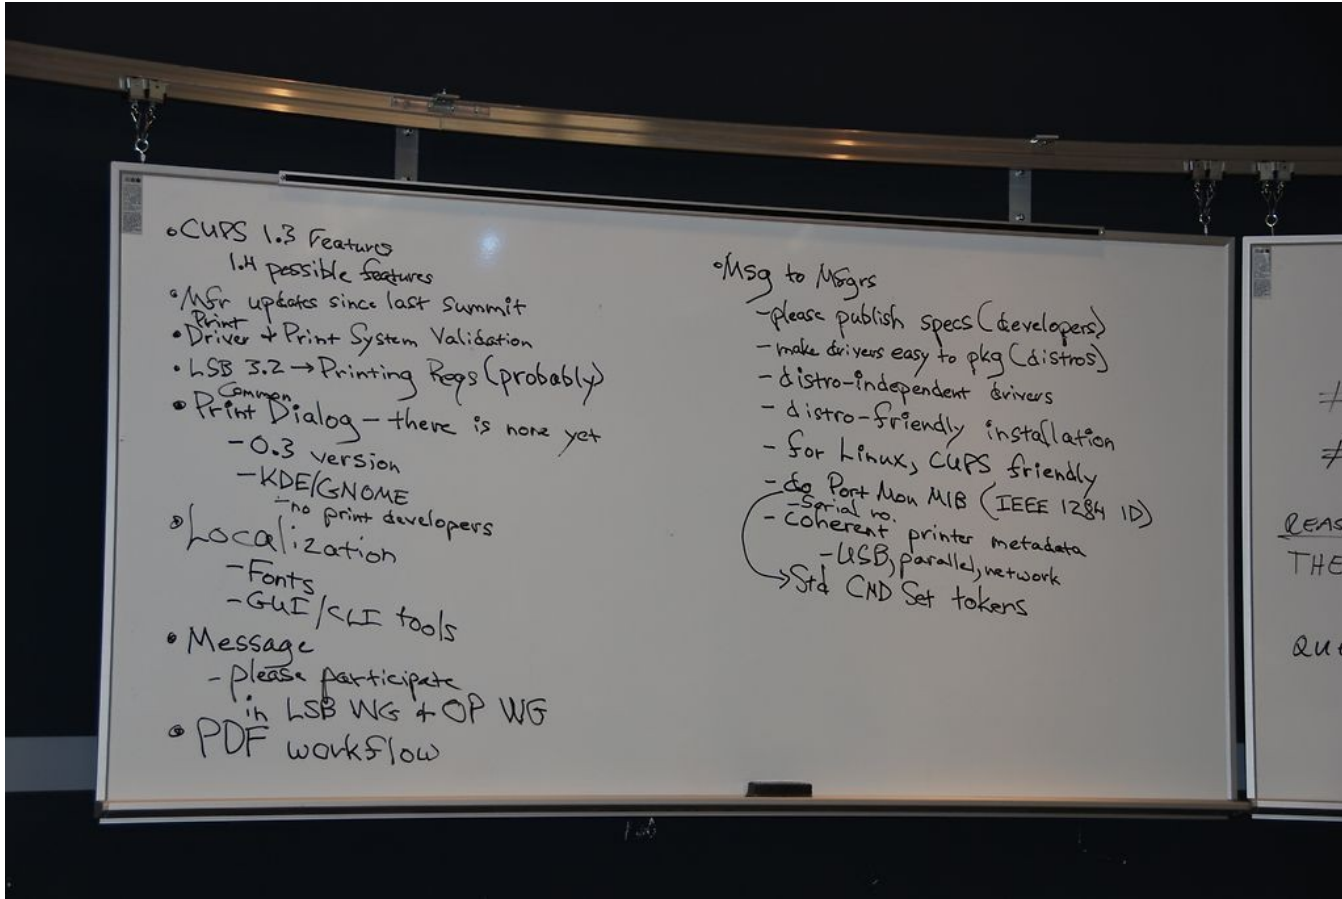 • CUPS 1.3 Features
1.4 possible features
• Mfr updates since last summit
Print
• Driver + Print System Validation
• LSB 3.2 → Printing Reqs (probably)
Common
• Print Dialog – there is none yet
- 0.3 version
- KDE/GNOME
- no print developers
• Localization
- Fonts
- GUI/CLI tools
• Message
- please participate
in LSB WG + OP WG
• PDF workflow
• Msg to Mfgrs
- please publish specs (developers)
- make drivers easy to pkg (distros)
- distro-independent drivers
- distro-friendly installation
- for Linux, CUPS friendly
- do Port Mon MIB (IEEE 1284 ID)
- Serial no.
- coherent printer metadata
- USB, parallel, network
→ Std CMD Set tokens
≠
≠
REAS
THE
QUE